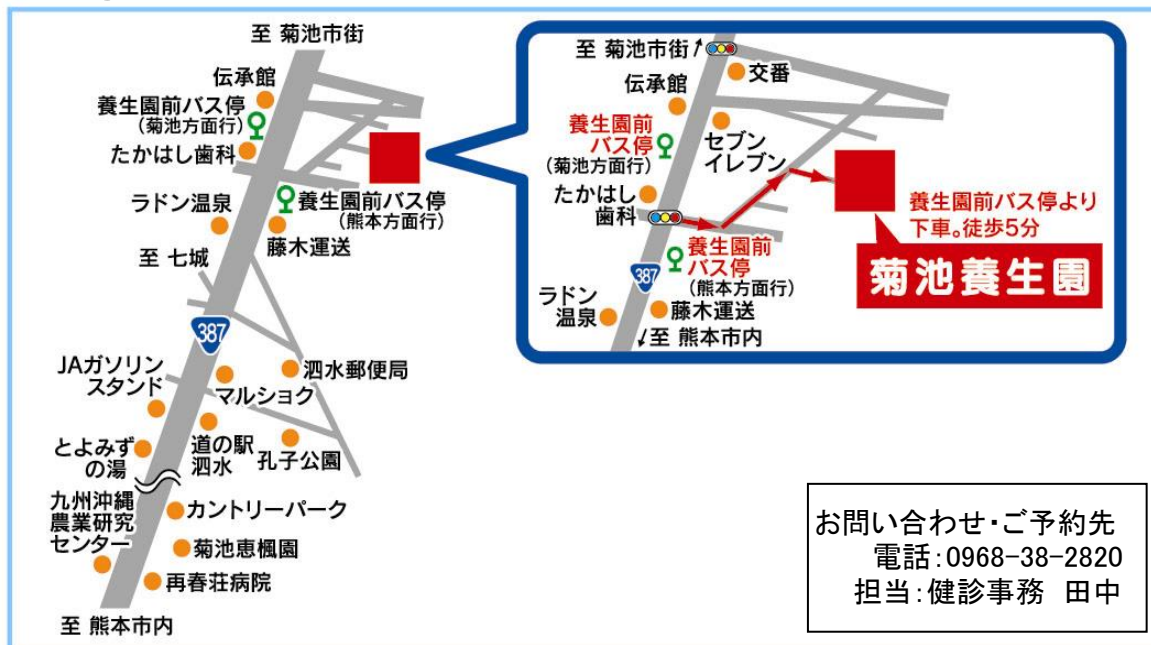 至 菊池市街
伝承館
養生園前バス停
(菊池方面行)
たかはし歯科
養生園前バス停
(熊本方面行)
ラドン温泉
藤木運送
至 七城
387
JAガソリン
スタンド
マルショク
泗水郵便局
とよみず
の湯
道の駅
泗水
孔子公園
九州沖縄
農業研究
センター
カントリーパーク
菊池恵楓園
再春荘病院
至 熊本市内
至 菊池市街
交番
伝承館
養生園前
バス停
(菊池方面行)
セブン
イレブン
たかはし
歯科
養生園前バス停より
下車。徒歩5分
菊池養生園
養生園前
バス停
(熊本方面行)
387
ラドン
温泉
藤木運送
至 熊本市内
お問い合わせ・ご予約先
電話:0968-38-2820
担当:健診事務 田中